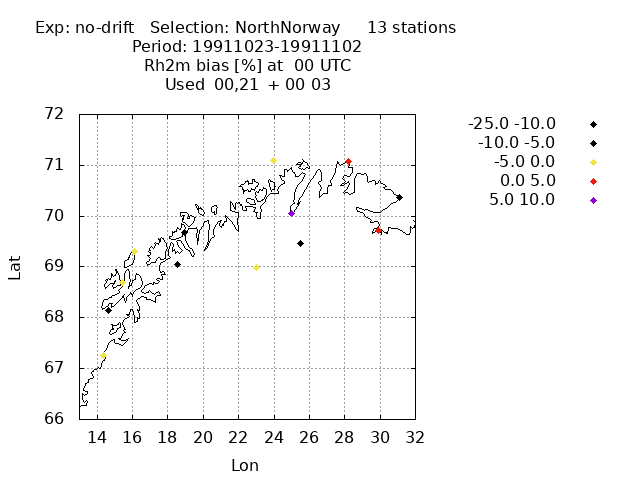 Exp: no-drift   Selection: NorthNorway      13 stations
Period: 19911023-19911102
Rh2m bias [%] at  00 UTC
Used  00,21  + 00 03
-25.0 -10.0
-10.0 -5.0
-5.0 0.0
0.0 5.0
5.0 10.0
72
71
70
69
68
67
66
Lat
14 16 18 20 22 24 26 28 30 32
Lon